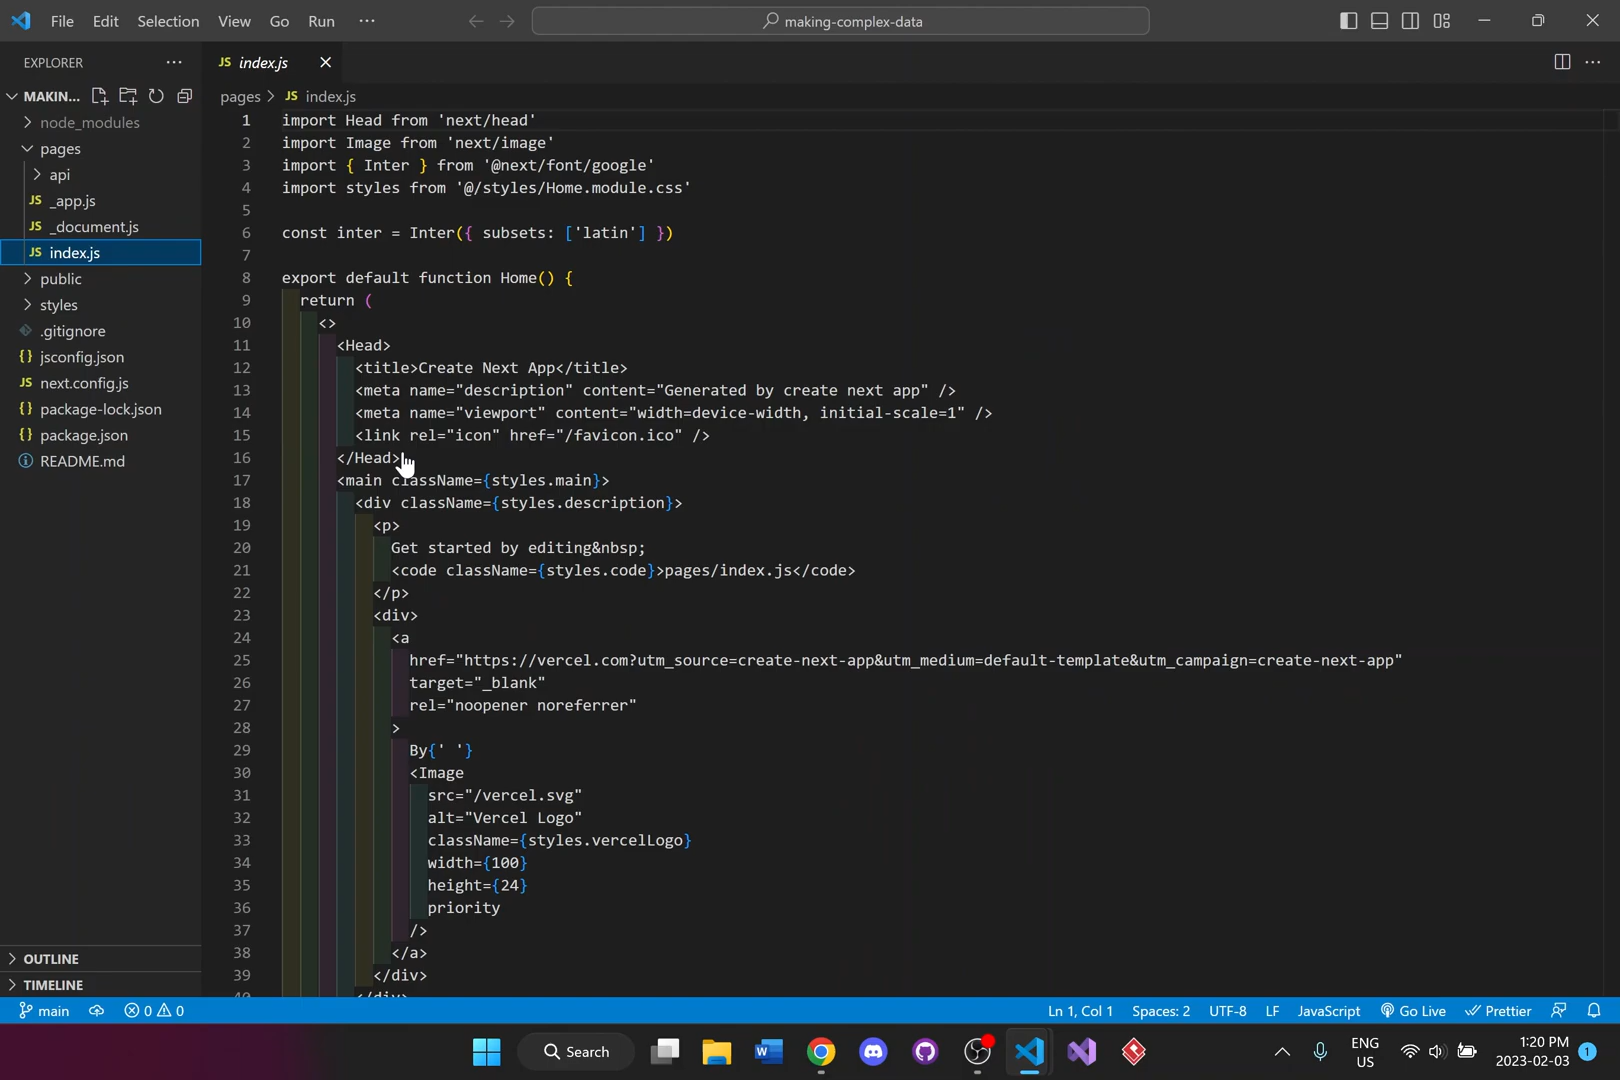 File Edit Selection View Go Run ···
making-complex-data
EXPLORER
MAKIN...
node_modules
pages
api
JS _app.js
JS _document.js
JS index.js
public
styles
.gitignore
{} jsconfig.json
JS next.config.js
{} package-lock.json
{} package.json
README.md
OUTLINE
TIMELINE
JS index.js
pages > JS index.js
1 import Head from 'next/head'
2 import Image from 'next/image'
3 import { Inter } from '@next/font/google'
4 import styles from '@/styles/Home.module.css'
5
6 const inter = Inter({ subsets: ['latin'] })
7
8 export default function Home() {
9 return (
10 <>
11 <Head>
12 <title>Create Next App</title>
13 <meta name="description" content="Generated by create next app" />
14 <meta name="viewport" content="width=device-width, initial-scale=1" />
15 <link rel="icon" href="/favicon.ico" />
16 </Head>
17 <main className={styles.main}>
18 <div className={styles.description}>
19 <p>
20 Get started by editing&nbsp;
21 <code className={styles.code}>pages/index.js</code>
22 </p>
23 <div>
24 <a
25 href="https://vercel.com?utm_source=create-next-app&utm_medium=default-template&utm_campaign=create-next-app"
26 target="_blank"
27 rel="noopener noreferrer"
28 >
29 By{' '}
30 <Image
31 src="/vercel.svg"
32 alt="Vercel Logo"
33 className={styles.vercelLogo}
34 width={100}
35 height={24}
36 priority
37 />
38 </a>
39 </div>
40 </div>
main 0 0 Ln 1, Col 1 Spaces: 2 UTF-8 LF JavaScript Go Live Prettier
Search
ENG
US
1:20 PM
2023-02-03
1